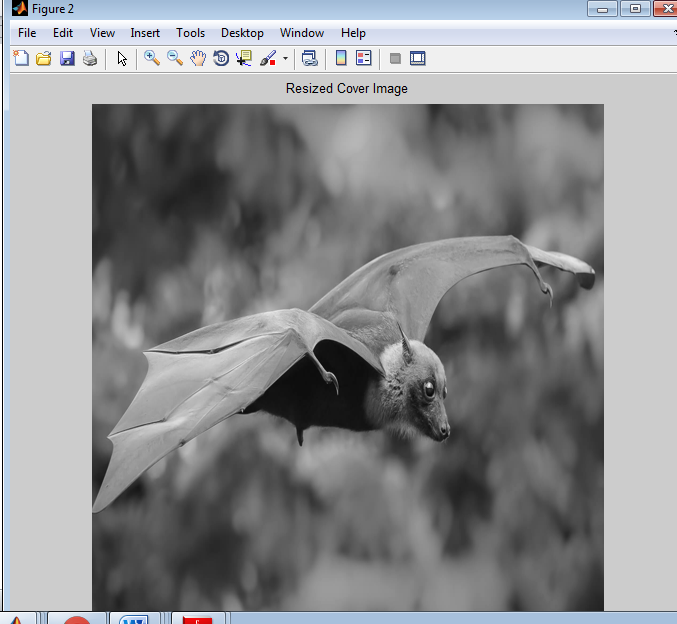 Figure 2
File Edit View Insert Tools Desktop Window Help
Resized Cover Image